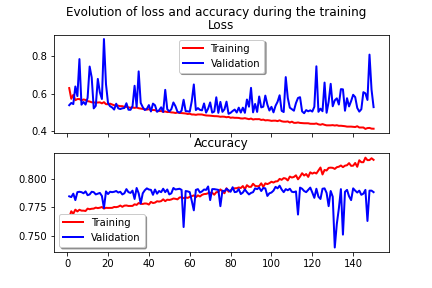 Evolution of loss and accuracy during the training
Loss
0.8
0.6
0.4
Training
Validation
Accuracy
0.800
0.775
0.750
Training
Validation
0 20 40 60 80 100 120 140